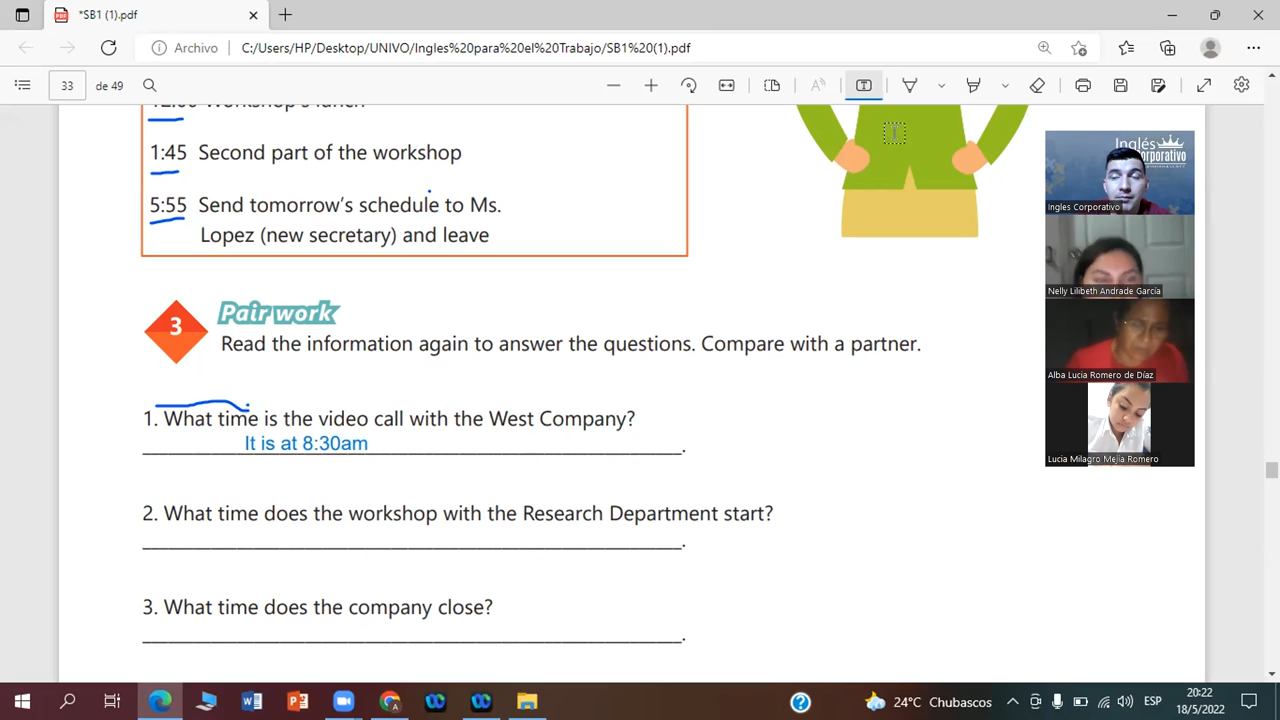 *SB1 (1).pdf
Archivo
C:/Users/HP/Desktop/UNIVO/Ingles%20para%20el%20Trabajo/SB1%20(1).pdf
33
de 49
12:00 Workshop's lunch
1:45 Second part of the workshop
5:55 Send tomorrow's schedule to Ms.
Lopez (new secretary) and leave
3
Pair work
Read the information again to answer the questions. Compare with a partner.
1. What time is the video call with the West Company?
It is at 8:30am
2. What time does the workshop with the Research Department start?
3. What time does the company close?
Inglés
Ingles Corporativo
Nelly Lilibeth Andrade García
Alba Lucia Romero de Díaz
Lucia Milagro Mejia Romero
24°C Chubascos
ESP
20:22
18/5/2022